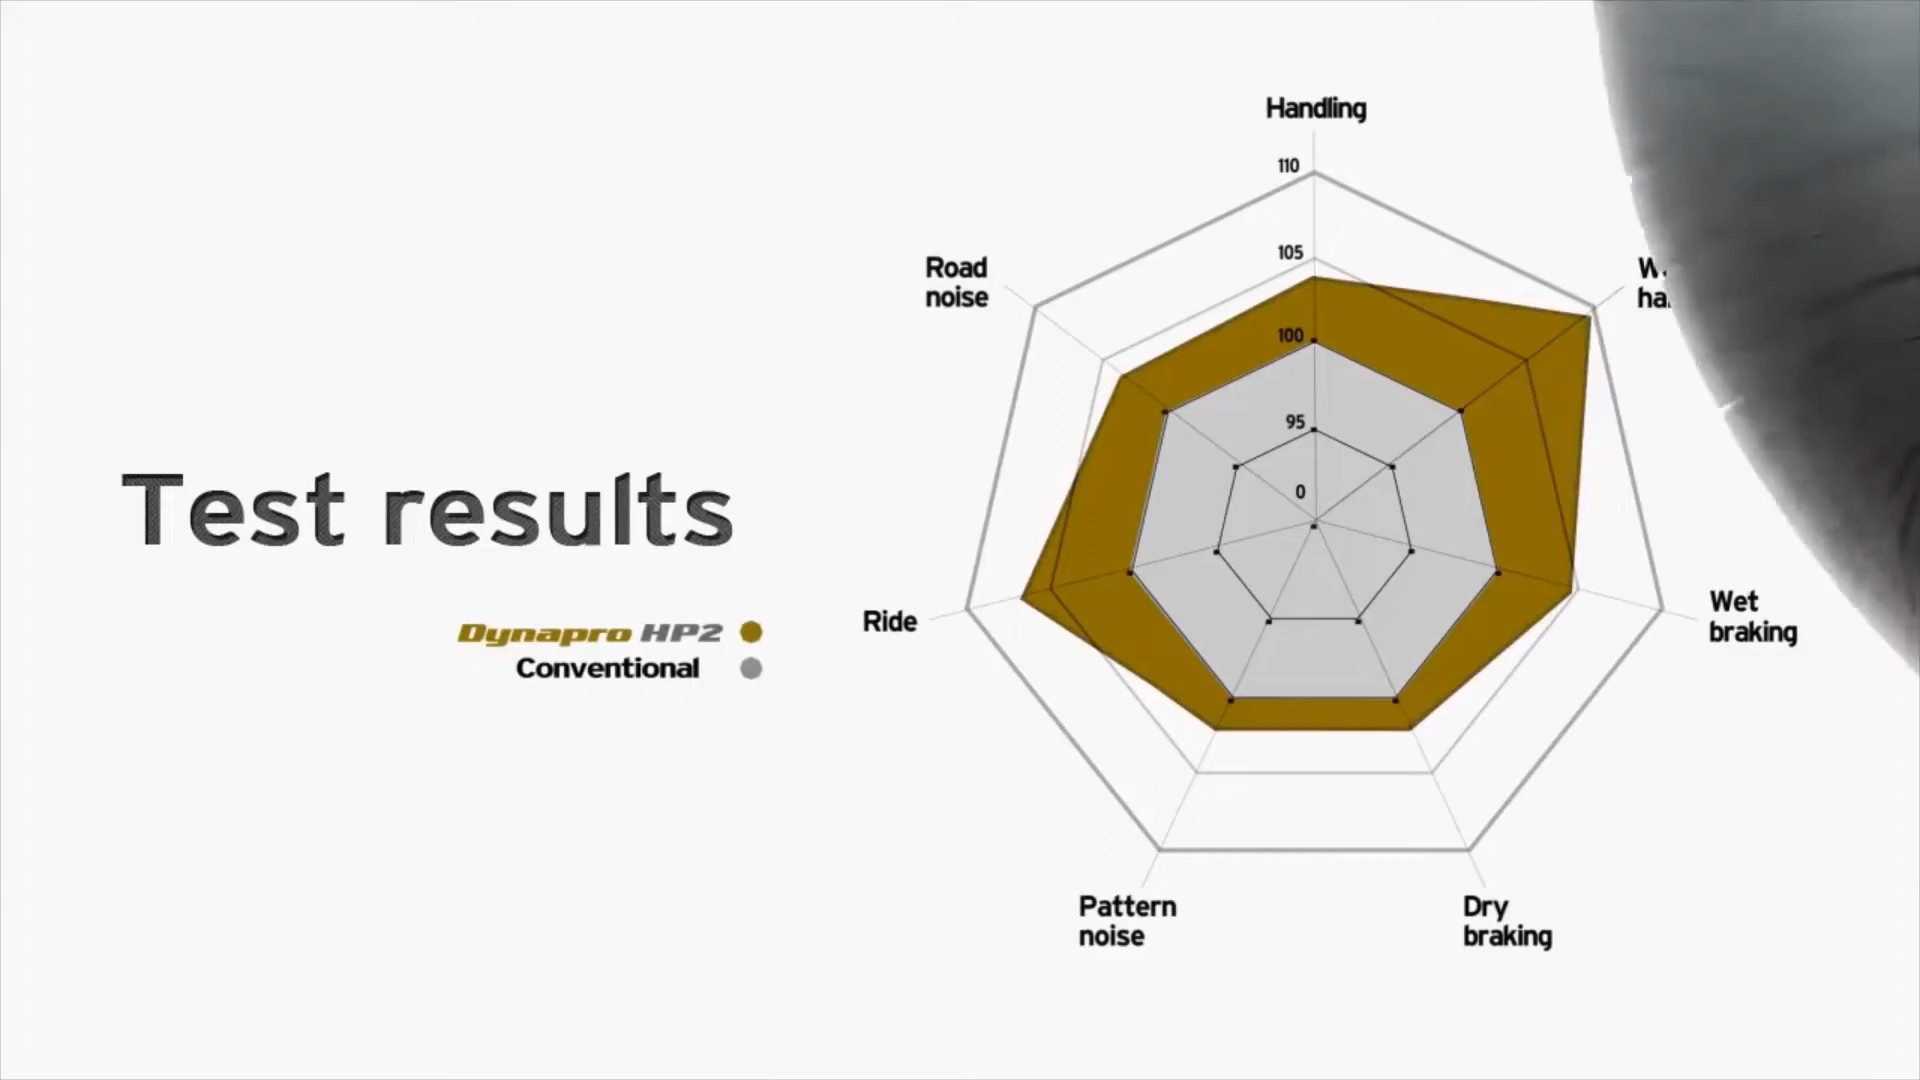 Handling
110
105
100
95
0
Road
noise
Test results
Dynapro HP2
Conventional
Ride
Wet
braking
Pattern
noise
Dry
braking